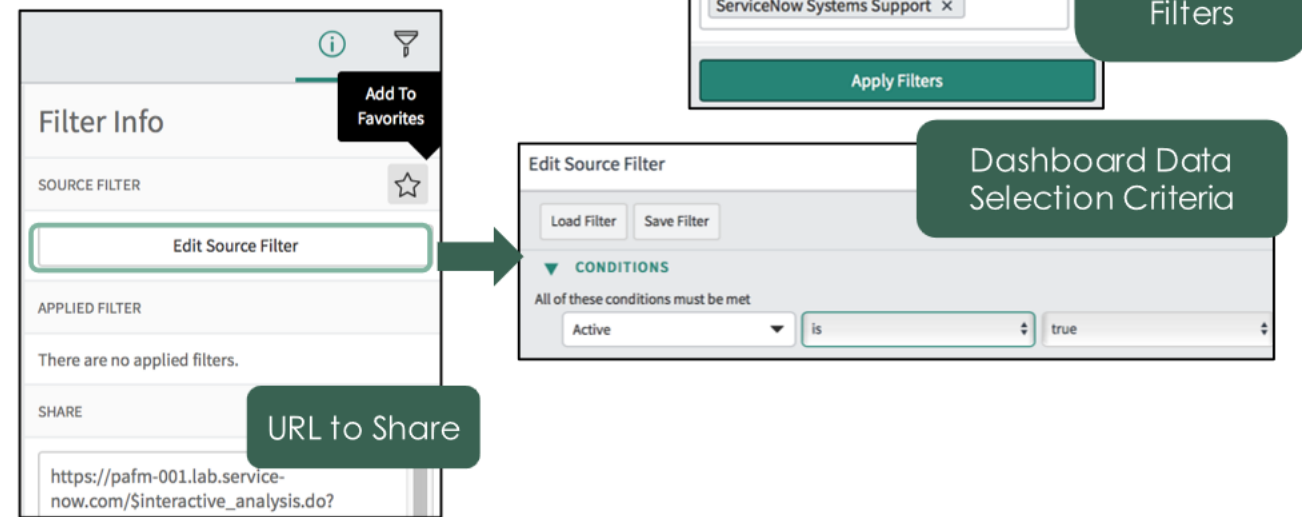 Add To
Favorites
Filter Info
SOURCE FILTER
Edit Source Filter
APPLIED FILTER
There are no applied filters.
SHARE
URL to Share
https://pafm-001.lab.service-
now.com/$interactive_analysis.do?
ServiceNow Systems Support ×
Filters
Apply Filters
Edit Source Filter
Dashboard Data
Selection Criteria
Load Filter Save Filter
CONDITIONS
All of these conditions must be met
Active is true